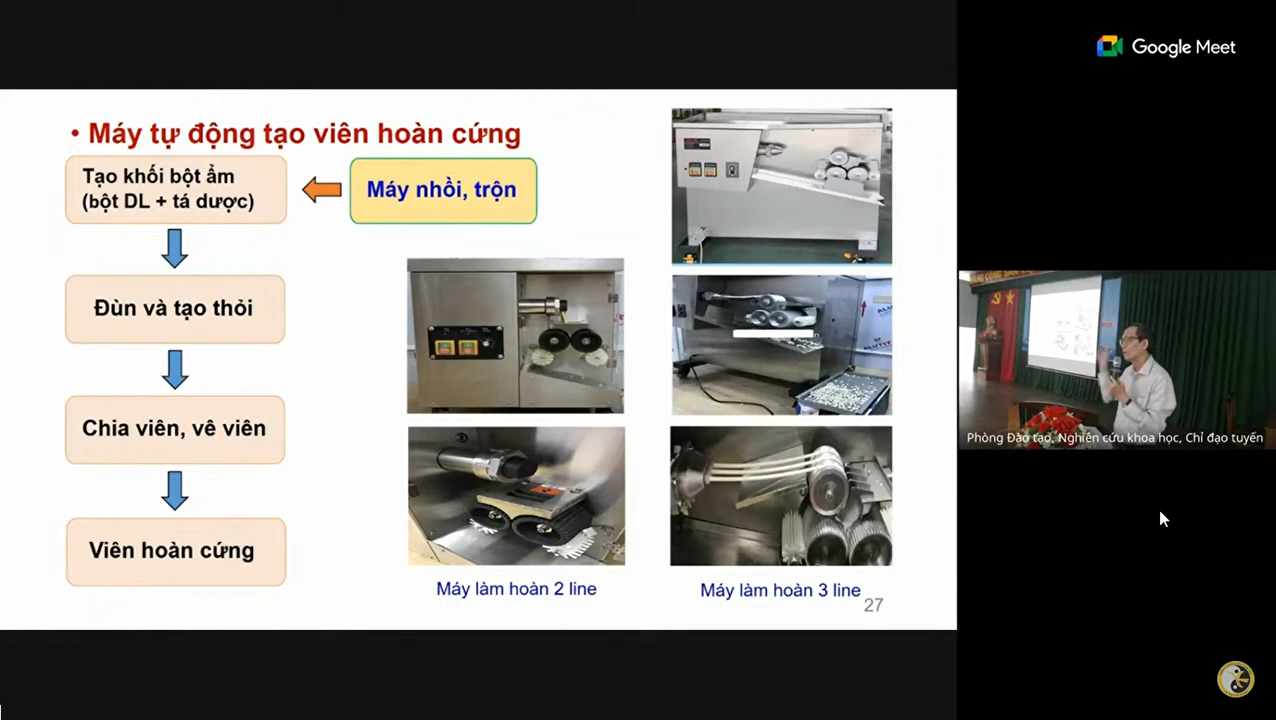 Google Meet
• Máy tự động tạo viên hoàn cứng
Tạo khối bột ẩm
(bột DL + tá dược)
Máy nhồi, trộn
Đùn và tạo thỏi
Chia viên, vê viên
Viên hoàn cứng
Máy làm hoàn 2 line
Máy làm hoàn 3 line
27
Phòng Đào tạo, Nghiên cứu khoa học, Chỉ đạo tuyến